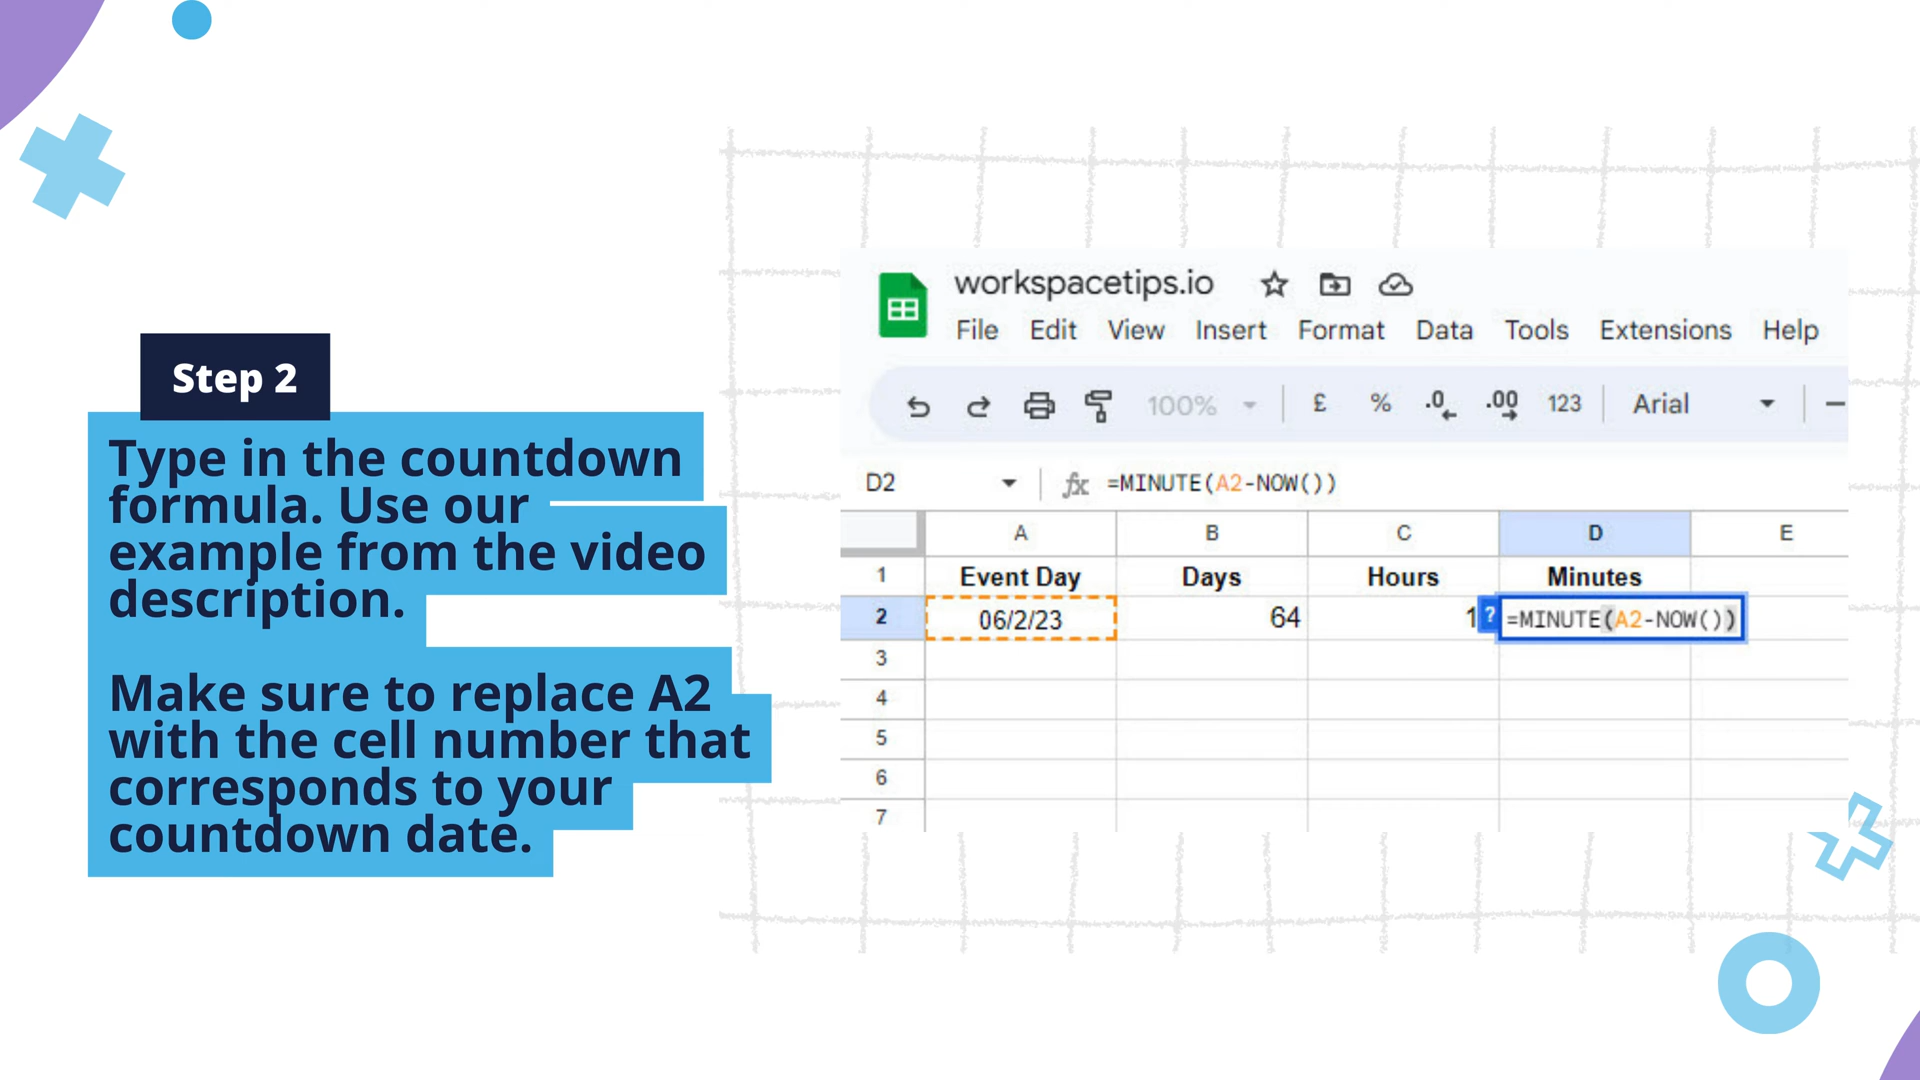 Step 2
Type in the countdown
formula. Use our
example from the video
description.
Make sure to replace A2
with the cell number that
corresponds to your
countdown date.
workspacetips.io
File Edit View Insert Format Data Tools Extensions Help
100% £ % .0 .00 123 Arial
D2 fx =MINUTE(A2-NOW())
A B C D E
1 Event Day Days Hours Minutes
2 06/2/23 64 1 ? =MINUTE(A2-NOW())
3
4
5
6
7